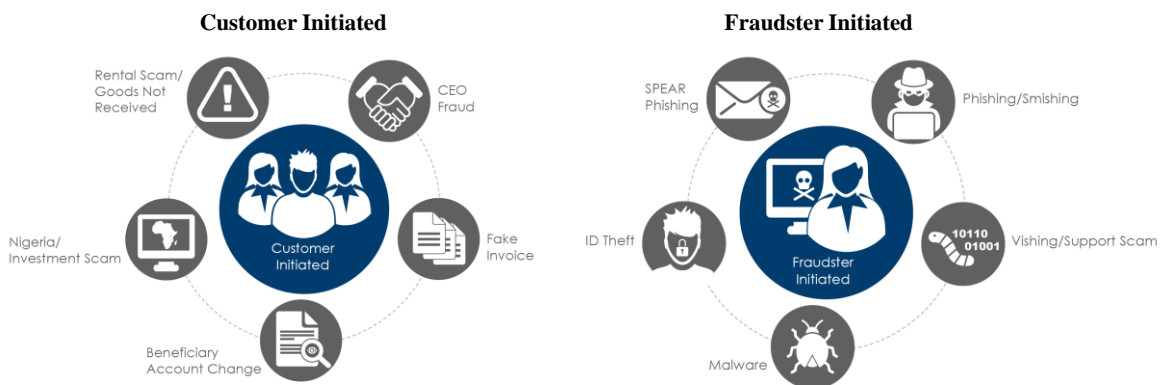 Customer Initiated
Rental Scam/
Goods Not
Received
CEO
Fraud
Nigeria/
Investment Scam
Customer
Initiated
Fake
Invoice
Beneficiary
Account Change
Fraudster Initiated
SPEAR
Phishing
Phishing/Smishing
ID Theft
Fraudster
Initiated
10110
01001
Vishing/Support Scam
Malware